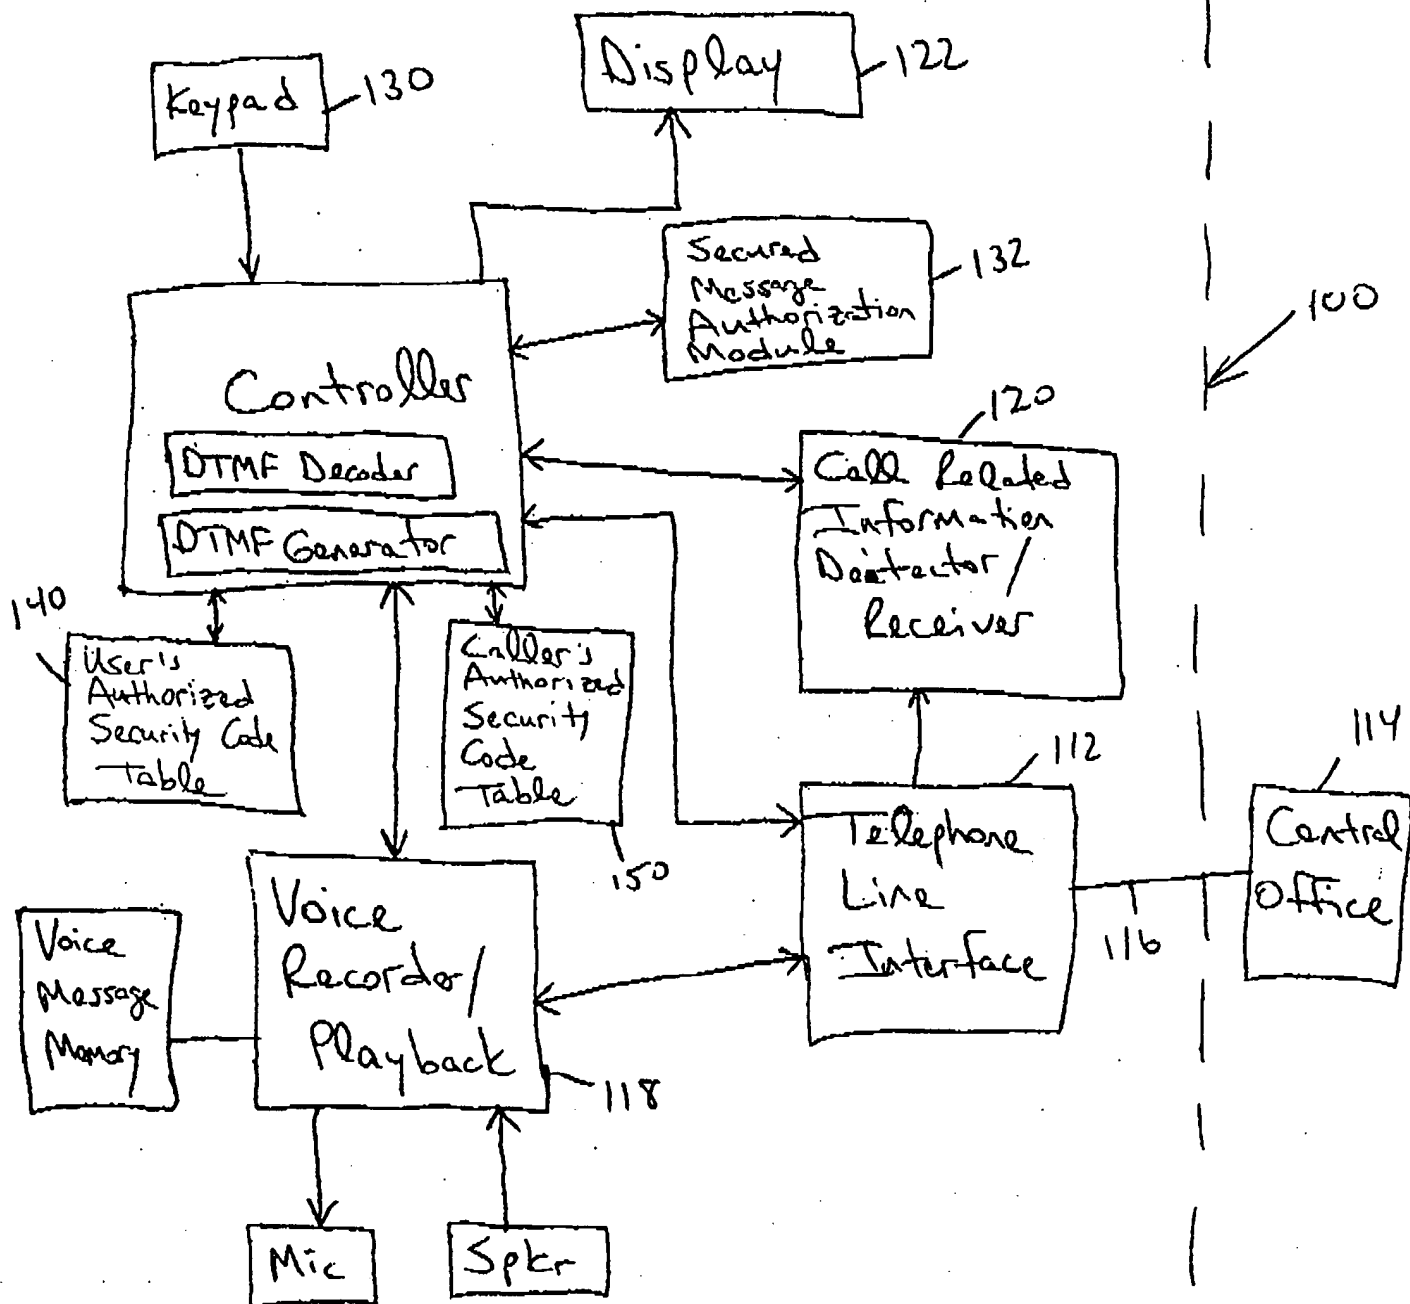 Display
122
Keypad
130
Secured
Message
Authorization
Module
132
100
Controller
DTMF Decoder
DTMF Generator
120
Call Related
Information
Detector/
Receiver
140
User's
Authorized
Security Code
Table
Caller's
Authorized
Security
Code
Table
150
112
Telephone
Line
Interface
116
114
Central
Office
Voice
Recorder/
Playback
118
Voice
Message
Memory
Mic
Spkr